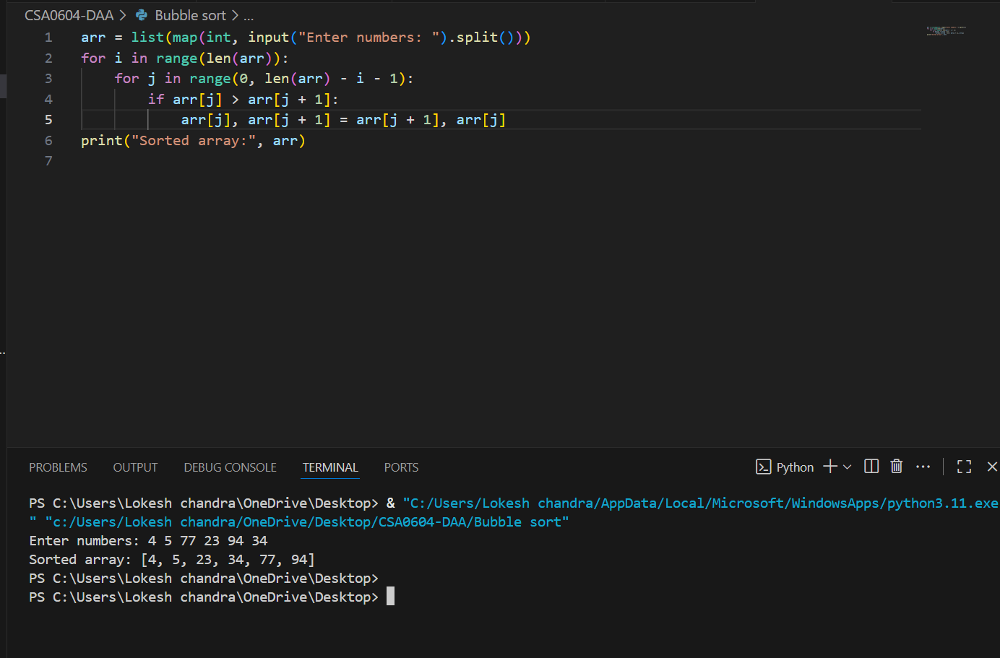 CSA0604-DAA > Bubble sort > ...
1 arr = list(map(int, input("Enter numbers: ").split()))
2 for i in range(len(arr)):
3     for j in range(0, len(arr) - i - 1):
4         if arr[j] > arr[j + 1]:
5             arr[j], arr[j + 1] = arr[j + 1], arr[j]
6 print("Sorted array:", arr)
7
PROBLEMS OUTPUT DEBUG CONSOLE TERMINAL PORTS Python
PS C:\Users\Lokesh chandra\OneDrive\Desktop> & "C:/Users/Lokesh chandra/AppData/Local/Microsoft/WindowsApps/python3.11.exe
" "c:/Users/Lokesh chandra/OneDrive/Desktop/CSA0604-DAA/Bubble sort"
Enter numbers: 4 5 77 23 94 34
Sorted array: [4, 5, 23, 34, 77, 94]
PS C:\Users\Lokesh chandra\OneDrive\Desktop>
PS C:\Users\Lokesh chandra\OneDrive\Desktop>